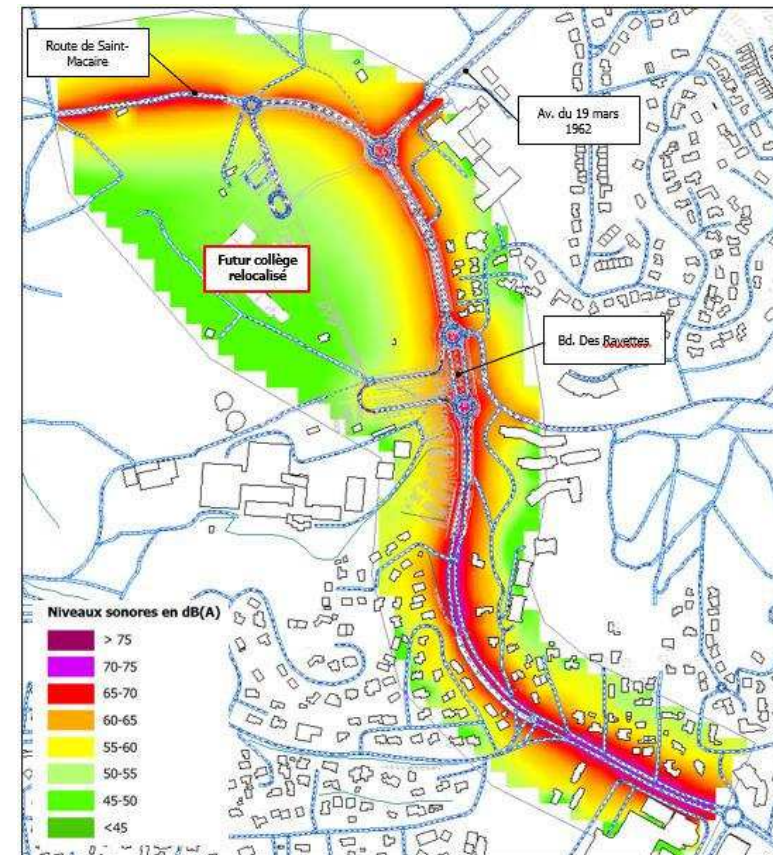 Route de Saint-
Macaire
Av. du 19 mars
1962
Futur collège
relocalisé
Bd. Des Rayettes
Niveaux sonores en dB(A)
> 75
70-75
65-70
60-65
55-60
50-55
45-50
<45